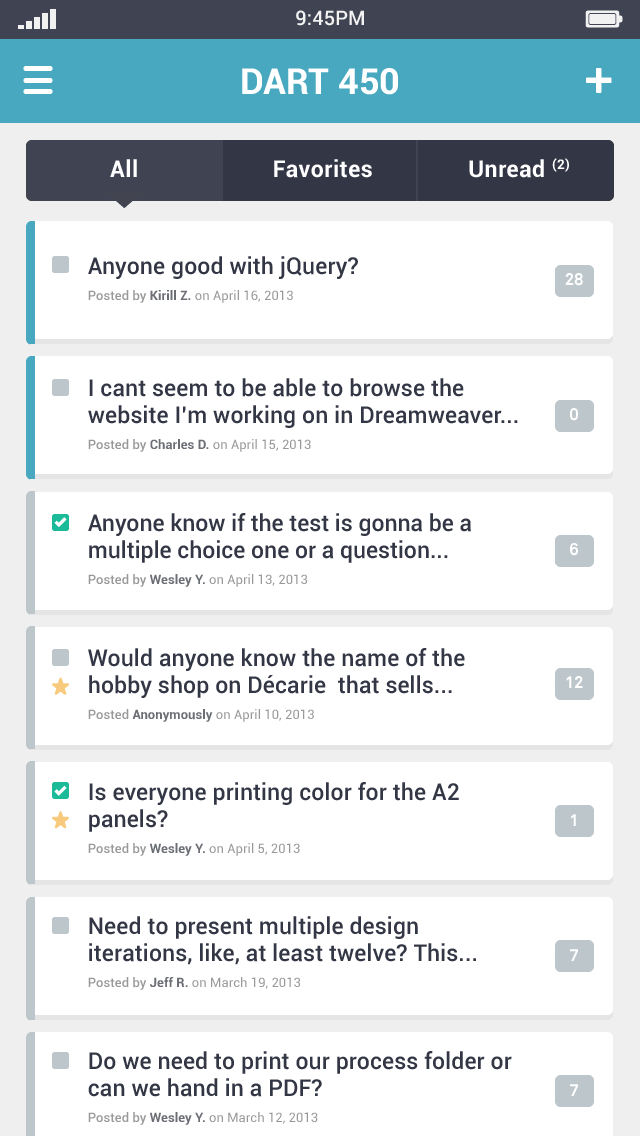 9:45PM
DART 450
All
Favorites
Unread (2)
Anyone good with jQuery?
Posted by Kirill Z. on April 16, 2013
28
I cant seem to be able to browse the
website I'm working on in Dreamweaver...
Posted by Charles D. on April 15, 2013
0
Anyone know if the test is gonna be a
multiple choice one or a question...
Posted by Wesley Y. on April 13, 2013
6
Would anyone know the name of the
hobby shop on Décarie  that sells...
Posted Anonymously on April 10, 2013
12
Is everyone printing color for the A2
panels?
Posted by Wesley Y. on April 5, 2013
1
Need to present multiple design
iterations, like, at least twelve? This...
Posted by Jeff R. on March 19, 2013
7
Do we need to print our process folder or
can we hand in a PDF?
Posted by Wesley Y. on March 12, 2013
7